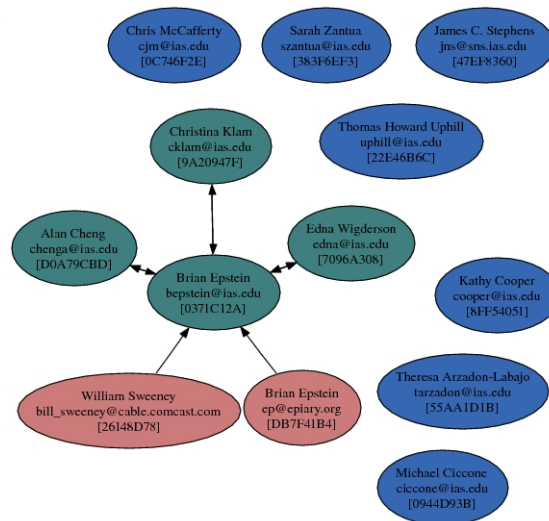 Chris McCafferty
cjm@ias.edu
[0C746F2E]
Sarah Zantua
szantua@ias.edu
[383F6EF3]
James C. Stephens
jns@sns.ias.edu
[47EF8360]
Christina Klam
cklam@ias.edu
[9A20947F]
Thomas Howard Uphill
uphill@ias.edu
[22E46B6C]
Alan Cheng
chenga@ias.edu
[D0A79CBD]
Edna Wigderson
edna@ias.edu
[7096A308]
Brian Epstein
bepstein@ias.edu
[0371C12A]
Kathy Cooper
cooper@ias.edu
[8FF54051]
William Sweeney
bill_sweeney@cable.comcast.com
[26148D78]
Brian Epstein
ep@epiary.org
[DB7F41B4]
Theresa Arzadon-Labajo
tarzadon@ias.edu
[55AA1D1B]
Michael Ciccone
ciccone@ias.edu
[0944D93B]